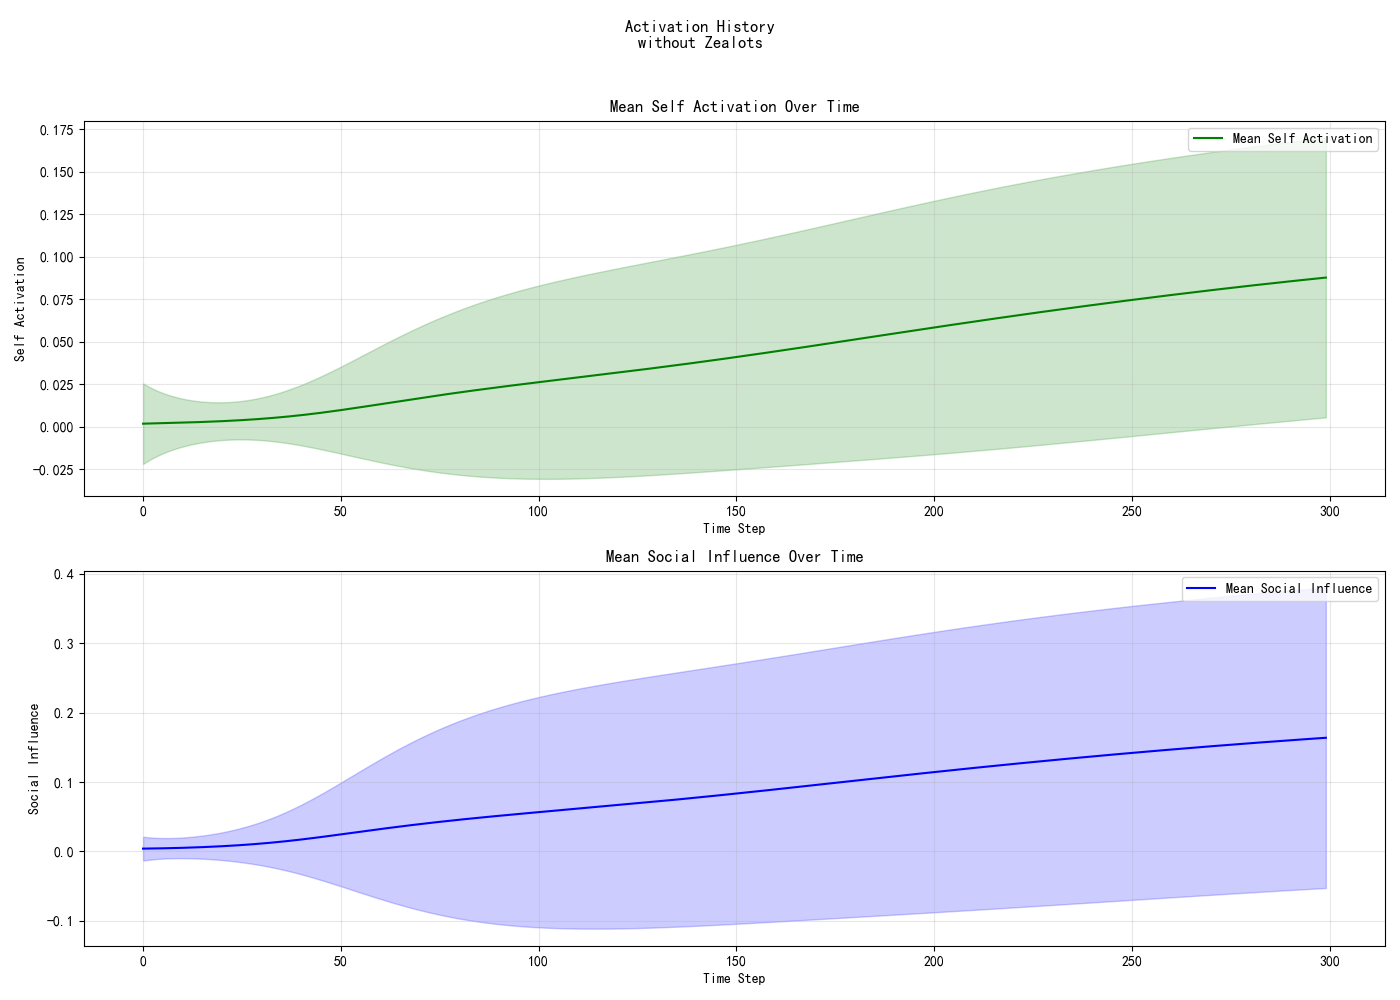 Activation History
without Zealots
Mean Self Activation Over Time
Mean Self Activation
0.175
0.150
0.125
0.100
0.075
0.050
0.025
0.000
−0.025
Self Activation
0 50 100 150 200 250 300
Time Step
Mean Social Influence Over Time
Mean Social Influence
0.4
0.3
0.2
0.1
0.0
−0.1
Social Influence
0 50 100 150 200 250 300
Time Step